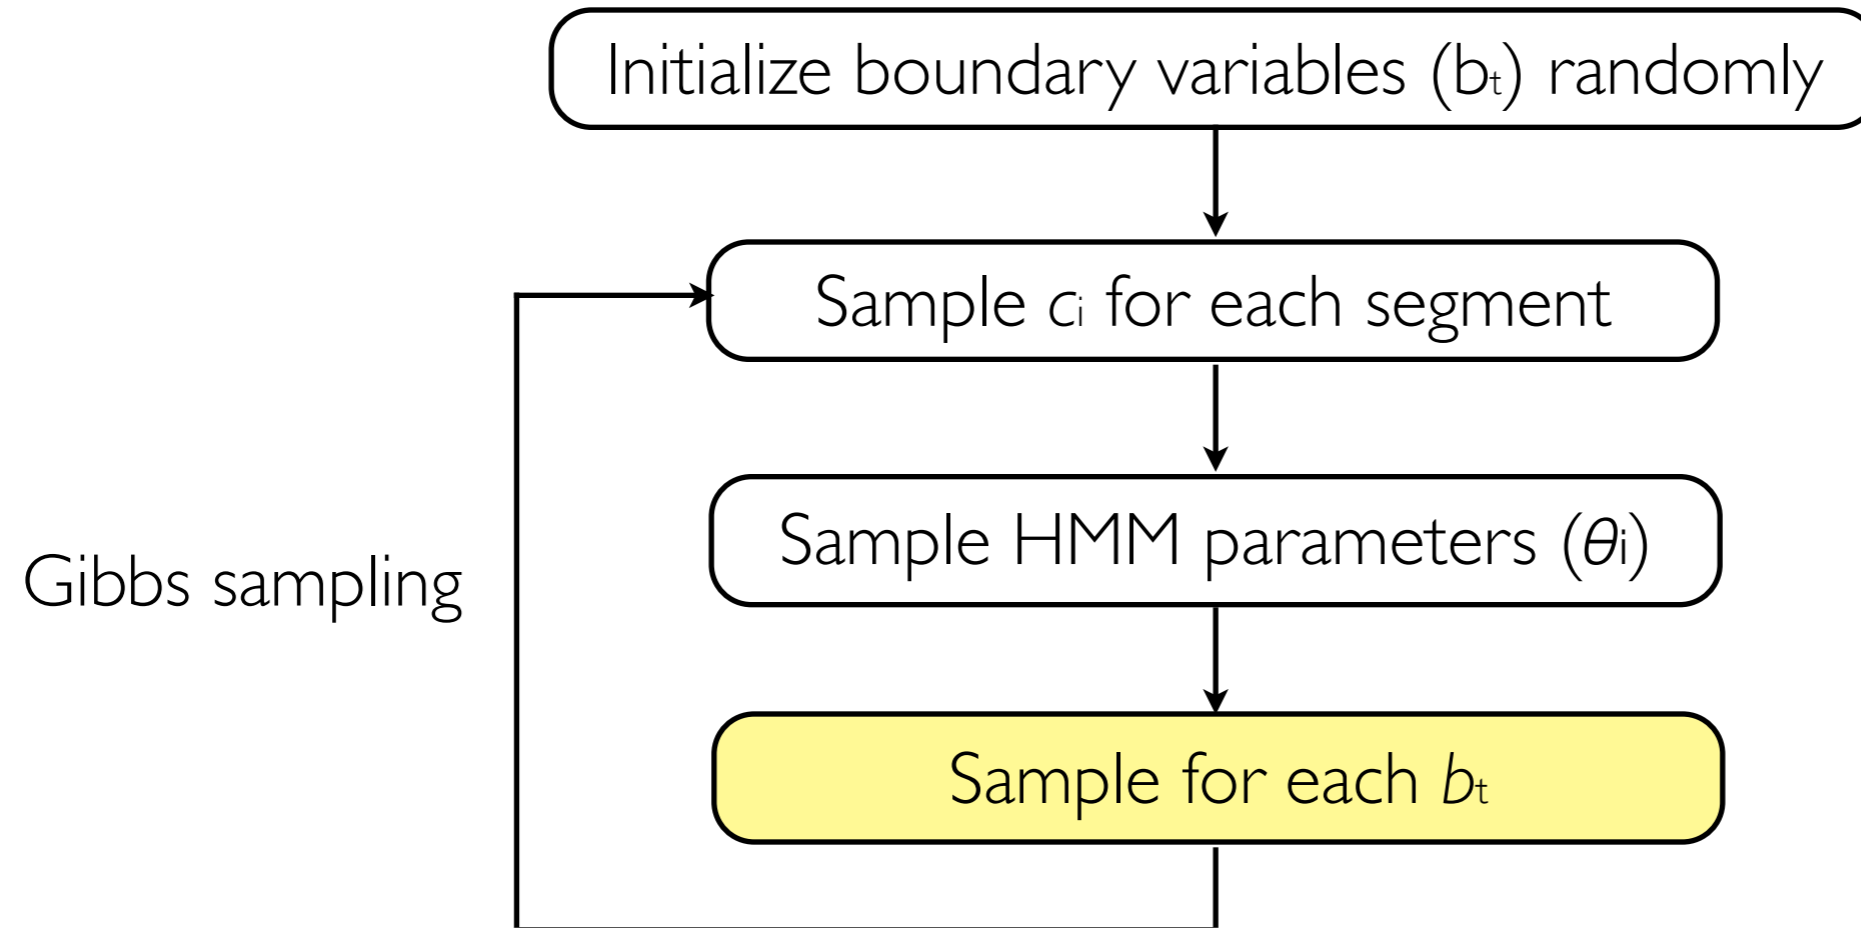 Initialize boundary variables (bt) randomly
Sample ci for each segment
Sample HMM parameters (θi)
Gibbs sampling
Sample for each bt